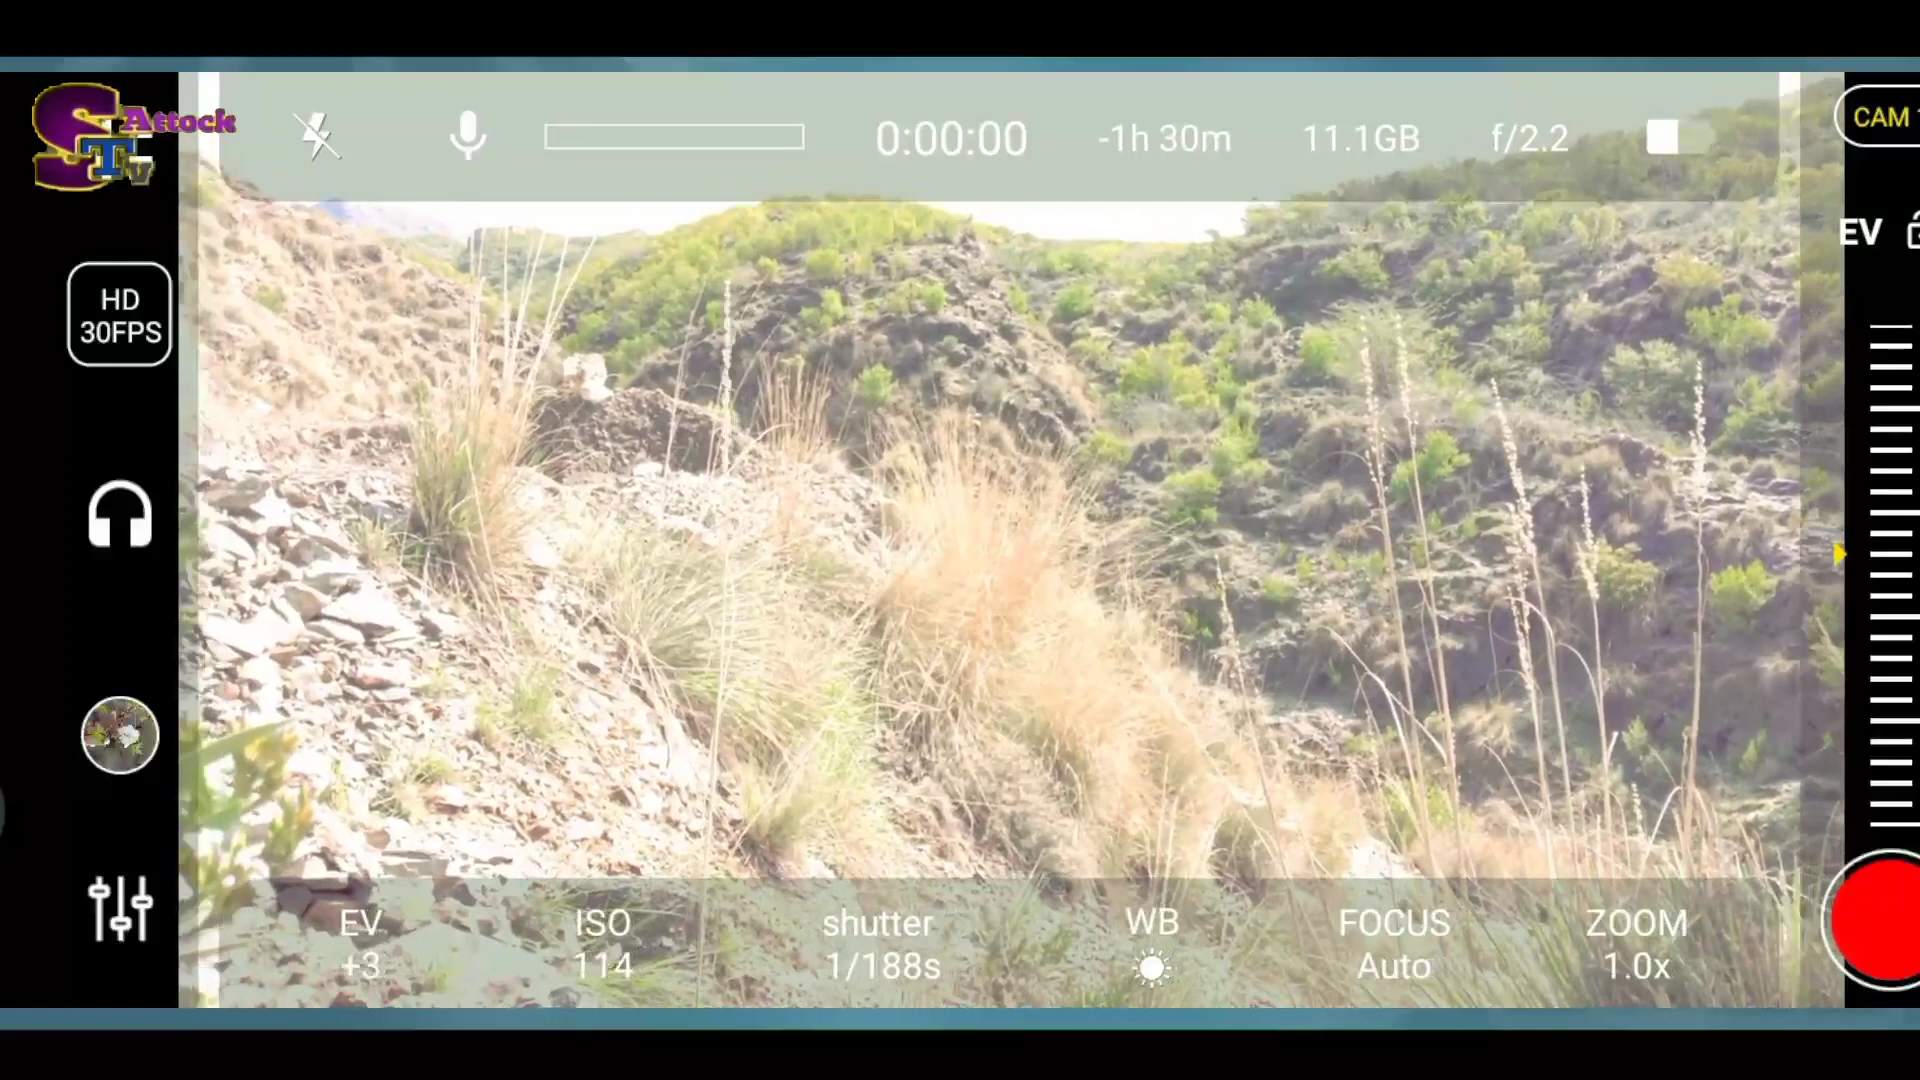 S Attock
Tv
0:00:00 -1h 30m 11.1GB f/2.2
CAM
EV
HD
30FPS
EV ISO shutter WB FOCUS ZOOM
+3 114 1/188s Auto 1.0x